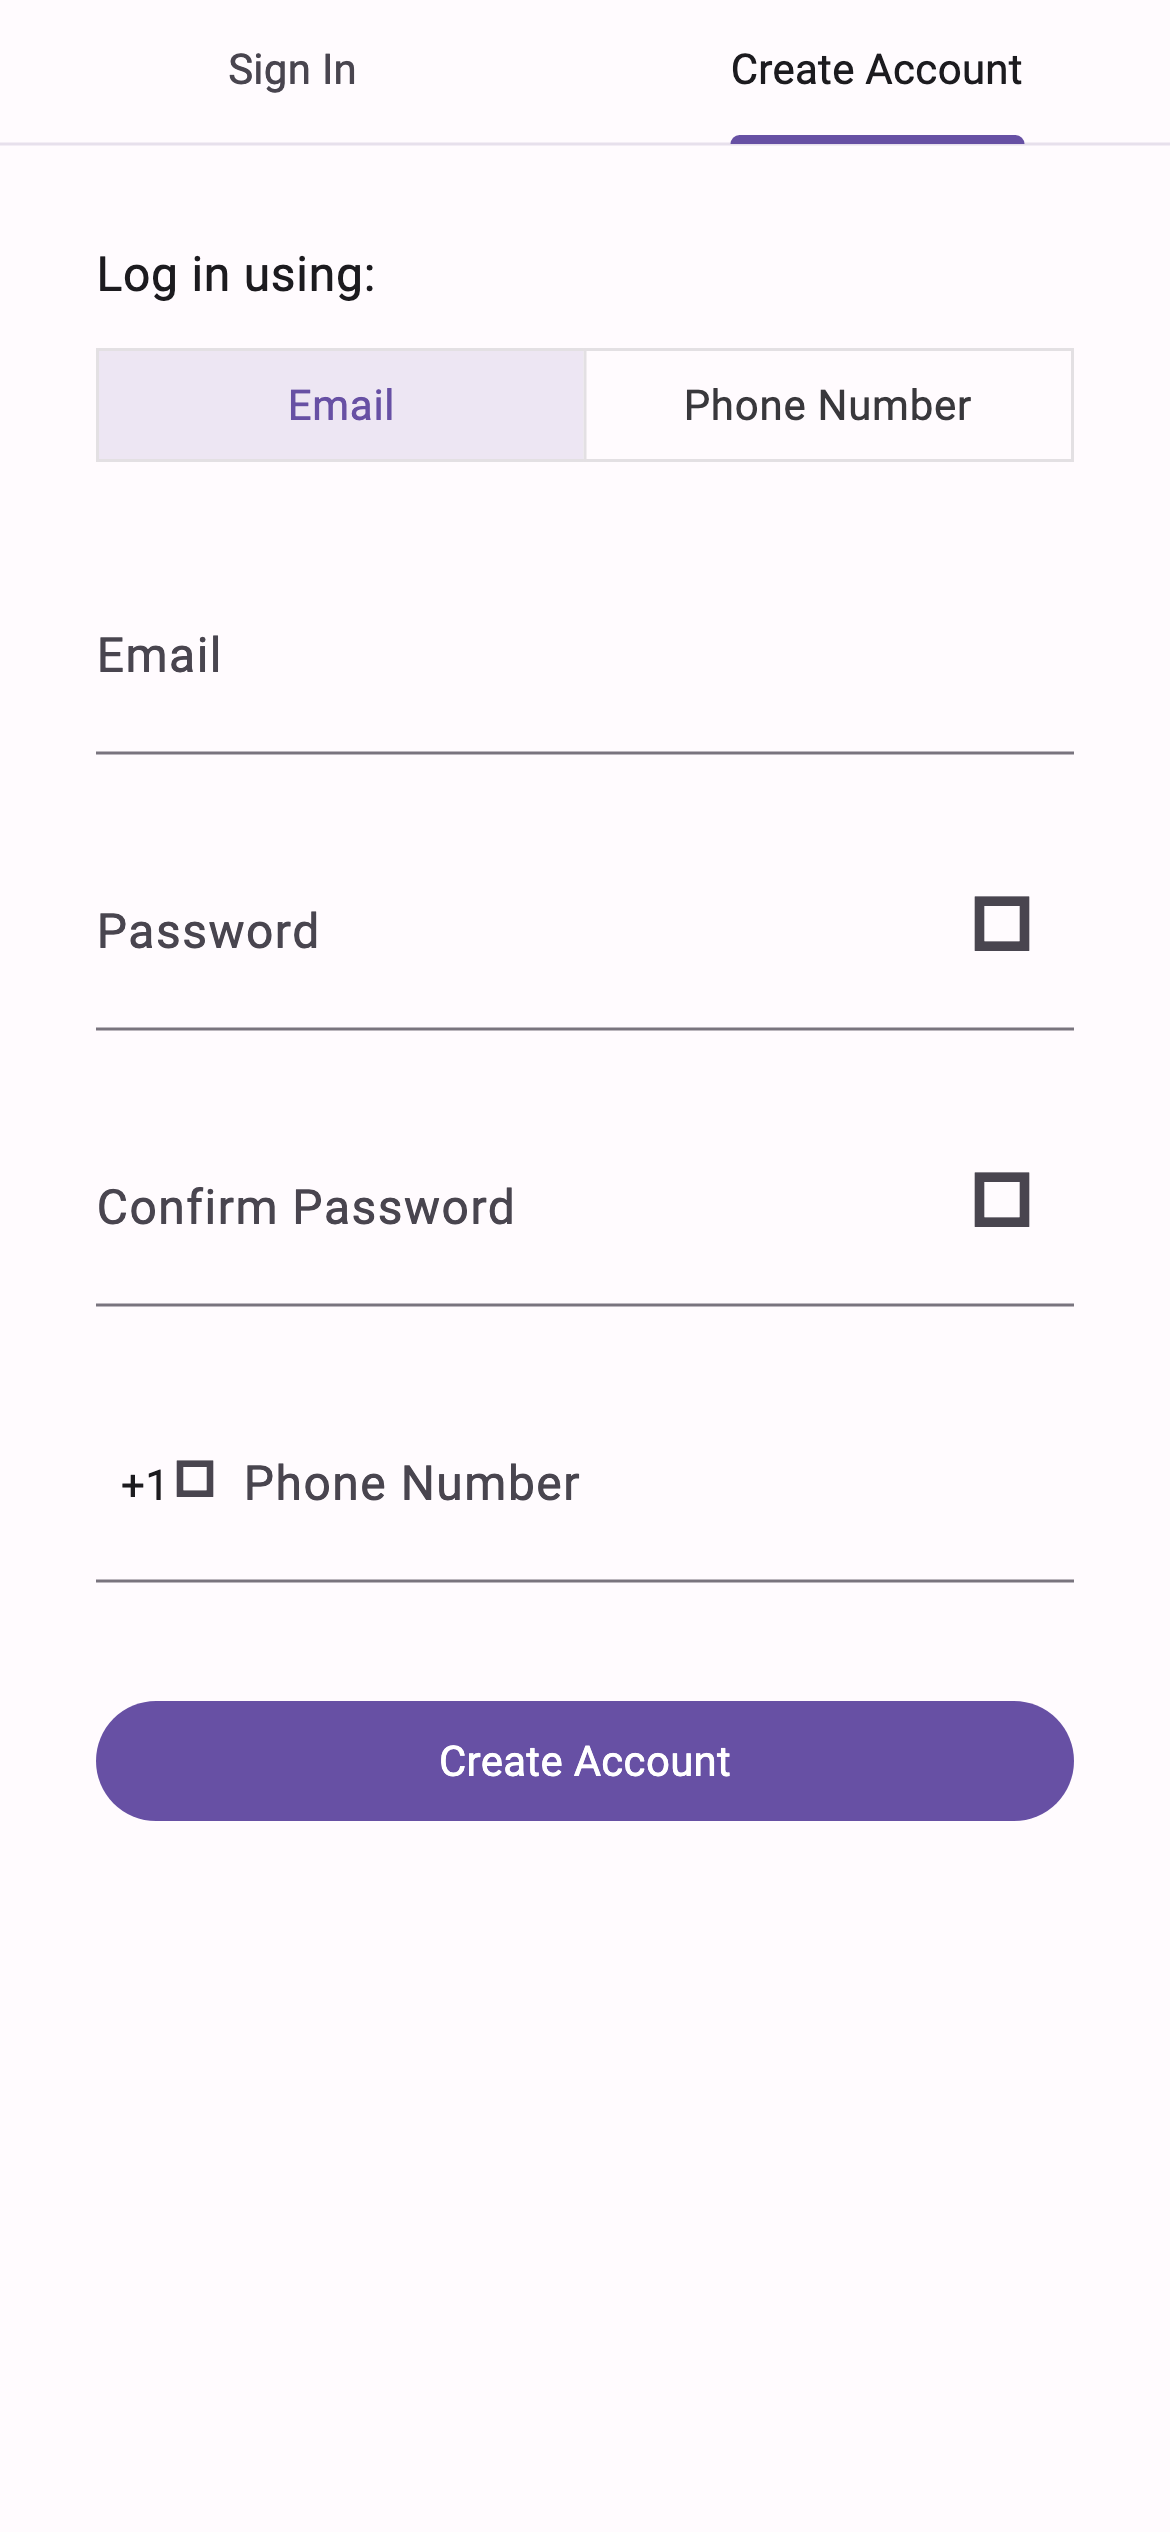 Sign In
Create Account
Log in using:
Email
Phone Number
Email
Password
Confirm Password
+1 Phone Number
Create Account